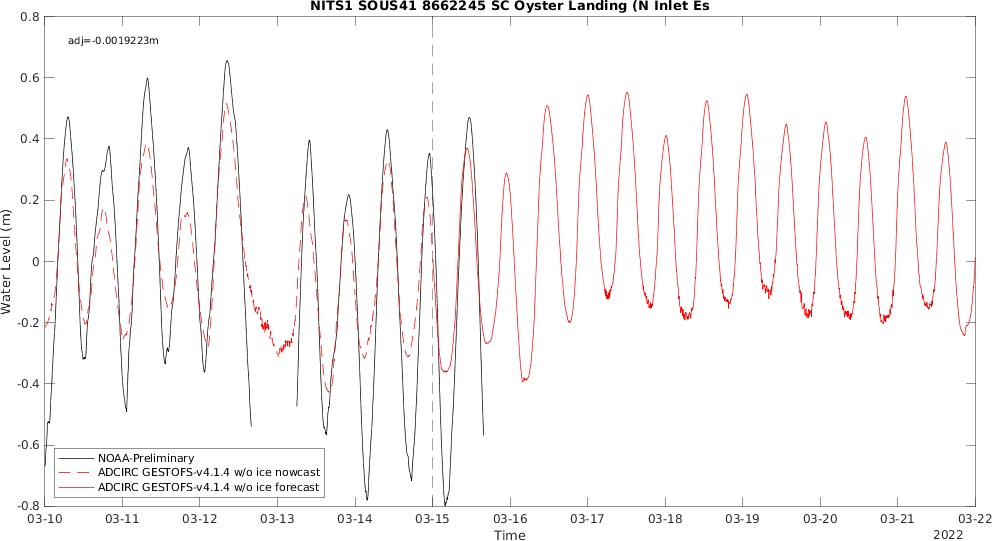 NITS1 SOUS41 8662245 SC Oyster Landing (N Inlet Es
adj=-0.0019223m
0.8
0.6
0.4
0.2
0
-0.2
-0.4
-0.6
-0.8
Water Level (m)
NOAA-Preliminary
ADCIRC GESTOFS-v4.1.4 w/o ice nowcast
ADCIRC GESTOFS-v4.1.4 w/o ice forecast
03-10 03-11 03-12 03-13 03-14 03-15 03-16 03-17 03-18 03-19 03-20 03-21 03-22
Time
2022